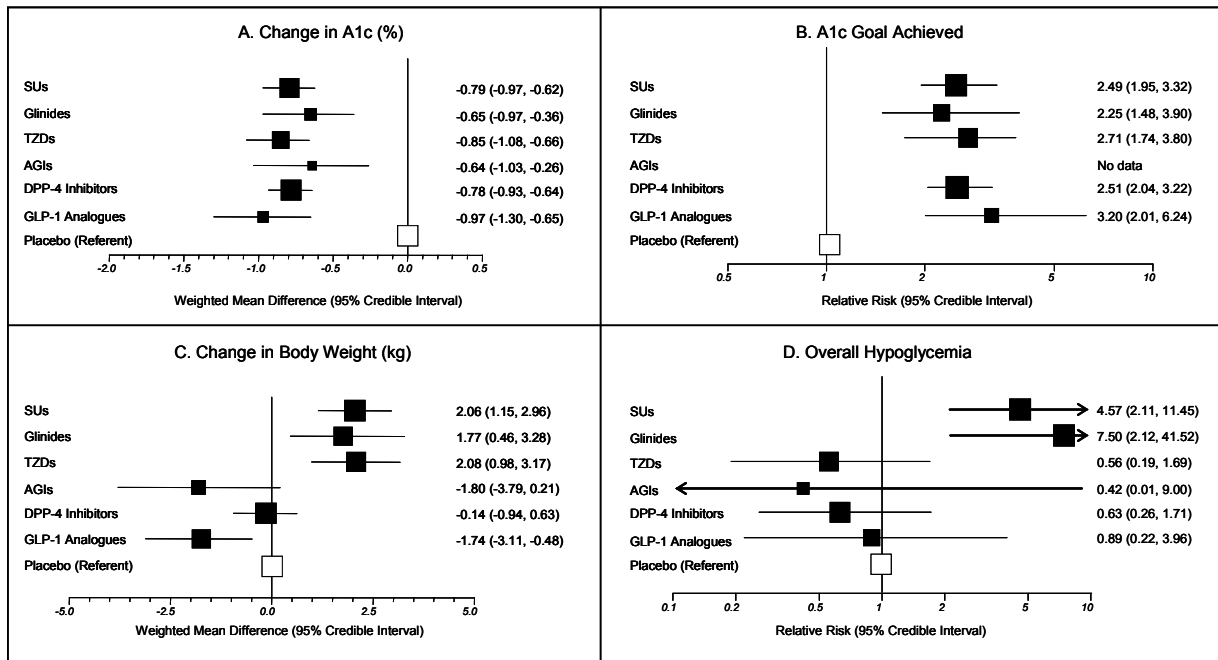 A. Change in A1c (%)
SUs -0.79 (-0.97, -0.62)
Glinides -0.65 (-0.97, -0.36)
TZDs -0.85 (-1.08, -0.66)
AGIs -0.64 (-1.03, -0.26)
DPP-4 Inhibitors -0.78 (-0.93, -0.64)
GLP-1 Analogues -0.97 (-1.30, -0.65)
Placebo (Referent)
-2.0 -1.5 -1.0 -0.5 0.0 0.5
Weighted Mean Difference (95% Credible Interval)
B. A1c Goal Achieved
SUs 2.49 (1.95, 3.32)
Glinides 2.25 (1.48, 3.90)
TZDs 2.71 (1.74, 3.80)
AGIs No data
DPP-4 Inhibitors 2.51 (2.04, 3.22)
GLP-1 Analogues 3.20 (2.01, 6.24)
Placebo (Referent)
0.5 1 2 5 10
Relative Risk (95% Credible Interval)
C. Change in Body Weight (kg)
SUs 2.06 (1.15, 2.96)
Glinides 1.77 (0.46, 3.28)
TZDs 2.08 (0.98, 3.17)
AGIs -1.80 (-3.79, 0.21)
DPP-4 Inhibitors -0.14 (-0.94, 0.63)
GLP-1 Analogues -1.74 (-3.11, -0.48)
Placebo (Referent)
-5.0 -2.5 0.0 2.5 5.0
Weighted Mean Difference (95% Credible Interval)
D. Overall Hypoglycemia
SUs 4.57 (2.11, 11.45)
Glinides 7.50 (2.12, 41.52)
TZDs 0.56 (0.19, 1.69)
AGIs 0.42 (0.01, 9.00)
DPP-4 Inhibitors 0.63 (0.26, 1.71)
GLP-1 Analogues 0.89 (0.22, 3.96)
Placebo (Referent)
0.1 0.2 0.5 1 2 5 10
Relative Risk (95% Credible Interval)